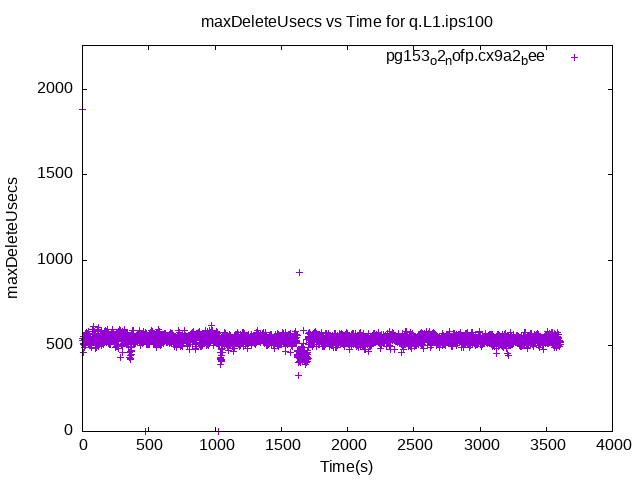 maxDeleteUsecs vs Time for q.L1.ips100
pg153o2nofp.cx9a2bee
maxDeleteUsecs
2000
1500
1000
500
0
0 500 1000 1500 2000 2500 3000 3500 4000
Time(s)